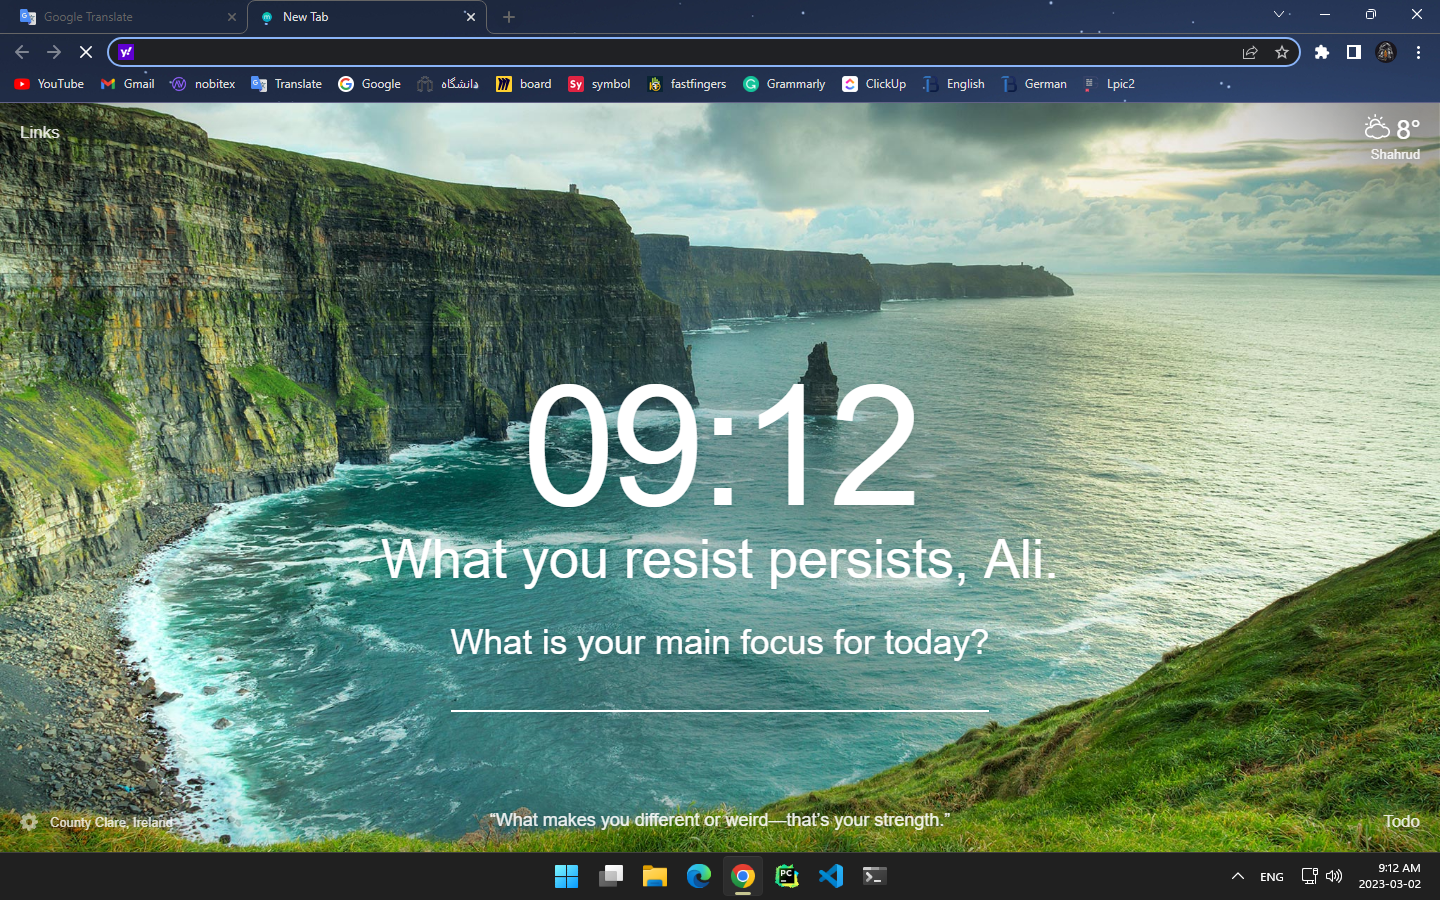 Google Translate
New Tab
y!
YouTube
Gmail
nobitex
Translate
Google
دانشگاه
board
Sy
symbol
fastfingers
Grammarly
ClickUp
English
German
Lpic2
Links
8°
Shahrud
09:12
What you resist persists, Ali.
What is your main focus for today?
County Clare, Ireland
“What makes you different or weird—that’s your strength.”
Todo
PC
ENG
9:12 AM
2023-03-02